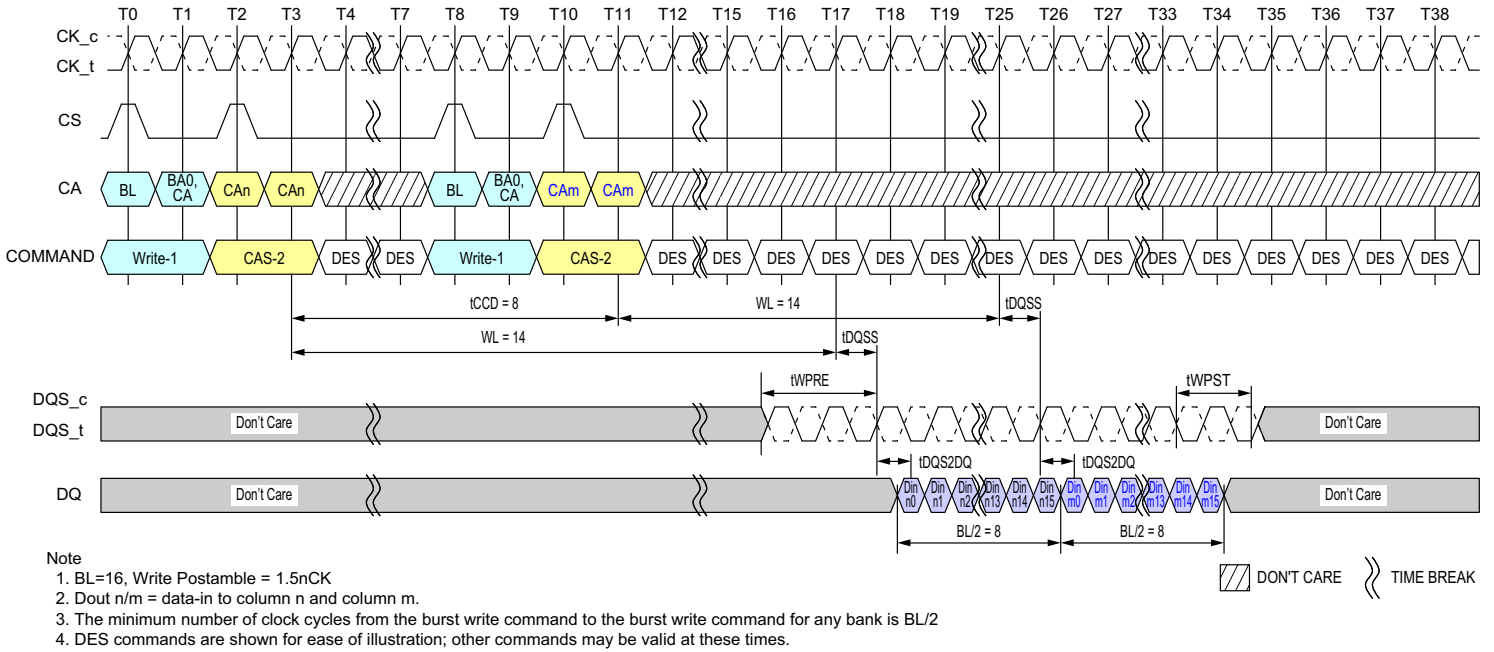 T0 T1 T2 T3 T4 T7 T8 T9 T10 T11 T12 T15 T16 T17 T18 T19 T25 T26 T27 T33 T34 T35 T36 T37 T38
CK_c
CK_t
CS
CA BL BA0, CA CAn CAn BL BA0, CA CAm CAm
COMMAND Write-1 CAS-2 DES DES Write-1 CAS-2 DES DES DES DES DES DES DES DES DES DES DES DES DES DES DES
tCCD = 8 WL = 14 tDQSS
WL = 14 tDQSS
tWPRE tWPST
DQS_c
DQS_t Don't Care Don't Care
tDQS2DQ tDQS2DQ
DQ Don't Care Din n0 Din n1 Din n2 Din n13 Din n14 Din n15 Din m0 Din m1 Din m2 Din m13 Din m14 Din m15 Don't Care
BL/2 = 8 BL/2 = 8
Note
1. BL=16, Write Postamble = 1.5nCK
2. Dout n/m = data-in to column n and column m.
3. The minimum number of clock cycles from the burst write command to the burst write command for any bank is BL/2
4. DES commands are shown for ease of illustration; other commands may be valid at these times.
DON'T CARE TIME BREAK